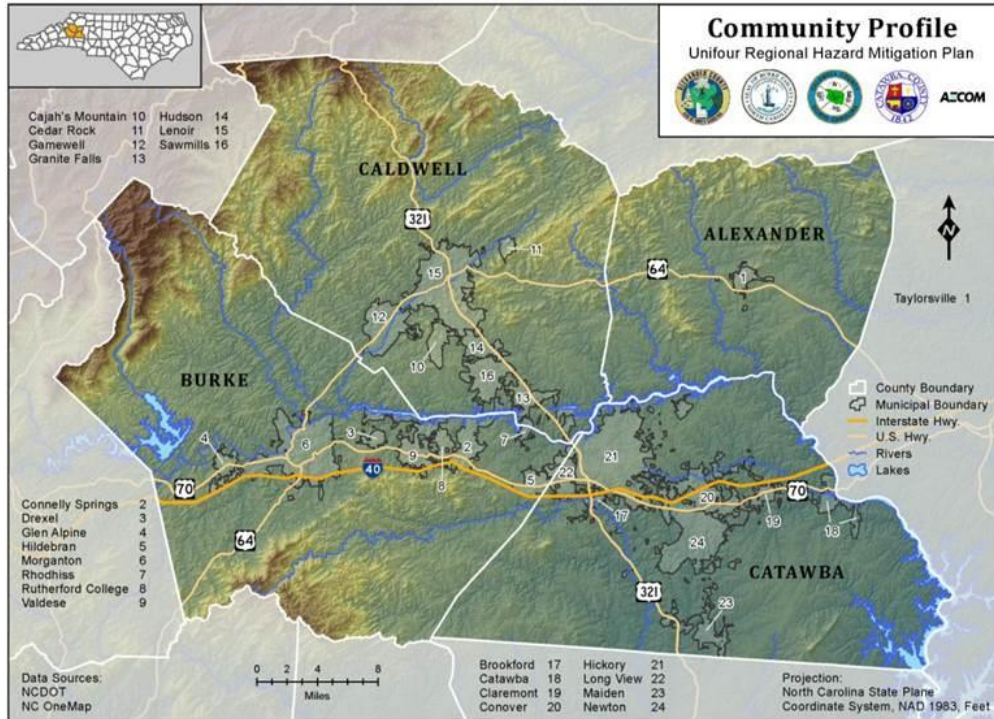 Community Profile
Unifour Regional Hazard Mitigation Plan
CATAWBA COUNTY
1842
AECOM
Cajah's Mountain 10 Hudson 14
Cedar Rock 11 Lenoir 15
Gamewell 12 Sawmills 16
Granite Falls 13
CALDWELL
321
ALEXANDER
N
11
15
64
1
Taylorsville 1
12
14
10
16
13
BURKE
County Boundary
Municipal Boundary
Interstate Hwy.
U.S. Hwy.
Rivers
Lakes
4
6
3
9
2
7
21
40
8
5
22
70
20
70
17
19
18
Connelly Springs 2
Drexel 3
Glen Alpine 4
Hildebran 5
Morganton 6
Rhodhiss 7
Rutherford College 8
Valdese 9
64
24
CATAWBA
321
23
Data Sources:
NCDOT
NC OneMap
0 2 4 8
Miles
Brookford 17 Hickory 21
Catawba 18 Long View 22
Claremont 19 Maiden 23
Conover 20 Newton 24
Projection:
North Carolina State Plane
Coordinate System, NAD 1983, Feet